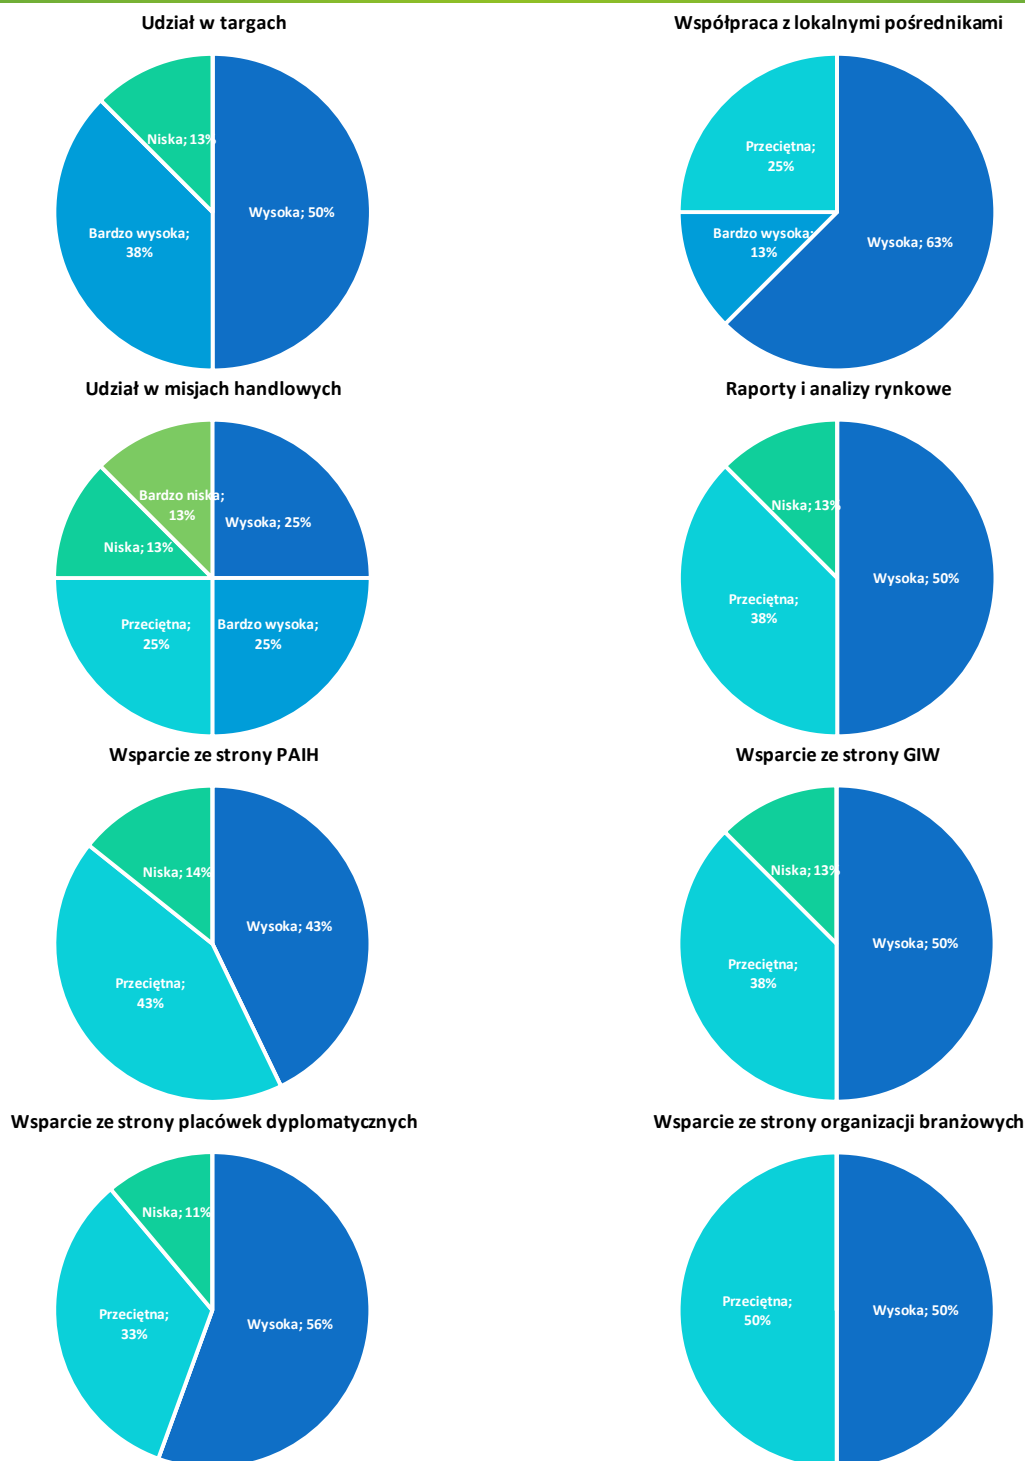 Udział w targach
Niska; 13%
Wysoka; 50%
Bardzo wysoka;
38%
Współpraca z lokalnymi pośrednikami
Przeciętna;
25%
Bardzo wysoka;
13%
Wysoka; 63%
Udział w misjach handlowych
Bardzo niska;
13%
Wysoka; 25%
Niska; 13%
Przeciętna;
25%
Bardzo wysoka;
25%
Raporty i analizy rynkowe
Niska; 13%
Wysoka; 50%
Przeciętna;
38%
Wsparcie ze strony PAIH
Niska; 14%
Wysoka; 43%
Przeciętna;
43%
Wsparcie ze strony GIW
Niska; 13%
Wysoka; 50%
Przeciętna;
38%
Wsparcie ze strony placówek dyplomatycznych
Niska; 11%
Przeciętna;
33%
Wysoka; 56%
Wsparcie ze strony organizacji branżowych
Przeciętna;
50%
Wysoka; 50%